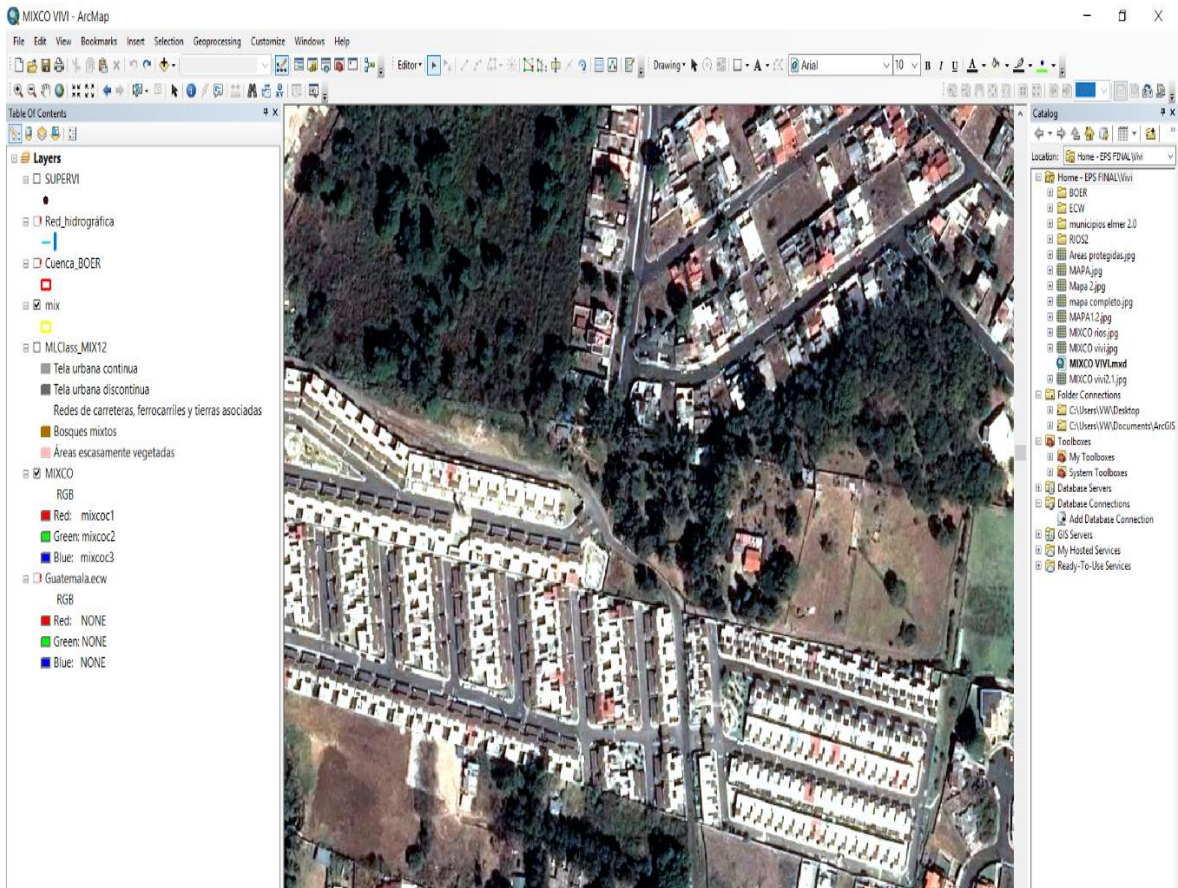 MIXCO VIVI - ArcMap
File Edit View Bookmarks Insert Selection Geoprocessing Customize Windows Help
Editor
Drawing
A
Arial
10
B I U A
Table Of Contents
Layers
SUPERVI
Red_hidrográfica
Cuenca_BOER
mix
MLClass_MIX12
Tela urbana continua
Tela urbana discontinua
Redes de carreteras, ferrocarriles y tierras asociadas
Bosques mixtos
Áreas escasamente vegetadas
MIXCO
RGB
Red: mixcoc1
Green: mixcoc2
Blue: mixcoc3
Guatemala.ecw
RGB
Red: NONE
Green: NONE
Blue: NONE
Catalog
Location: Home - EPS FINAL\Vivi
Home - EPS FINAL\Vivi
BOER
ECW
municipios elmer 2.0
RIOS2
Areas protegidas.jpg
MAPA.jpg
Mapa 2.jpg
mapa completo.jpg
MAPA1.2.jpg
MIXCO rios.jpg
MIXCO vivi.jpg
MIXCO VIVI.mxd
MIXCO vivi2.1.jpg
Folder Connections
C:\Users\VW\Desktop
C:\Users\VW\Documents\ArcGIS
Toolboxes
My Toolboxes
System Toolboxes
Database Servers
Database Connections
Add Database Connection
GIS Servers
My Hosted Services
Ready-To-Use Services